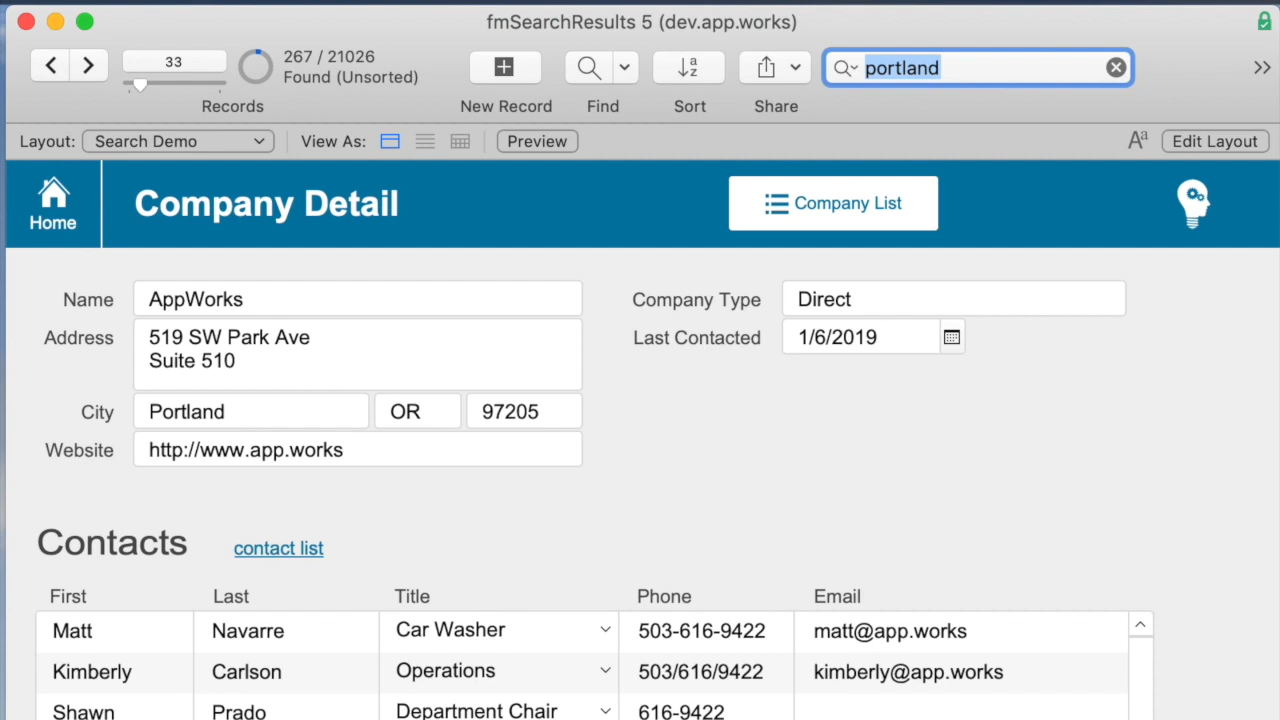 fmSearchResults 5 (dev.app.works)
33
267 / 21026
Found (Unsorted)
portland
Records
New Record
Find
Sort
Share
Layout:
Search Demo
View As:
Preview
Aa
Edit Layout
Home
Company Detail
Company List
Name
AppWorks
Company Type
Direct
Address
519 SW Park Ave
Suite 510
Last Contacted
1/6/2019
City
Portland
OR
97205
Website
http://www.app.works
Contacts
contact list
First
Last
Title
Phone
Email
Matt
Navarre
Car Washer
503-616-9422
matt@app.works
Kimberly
Carlson
Operations
503/616/9422
kimberly@app.works
Shawn
Prado
Department Chair
616-9422